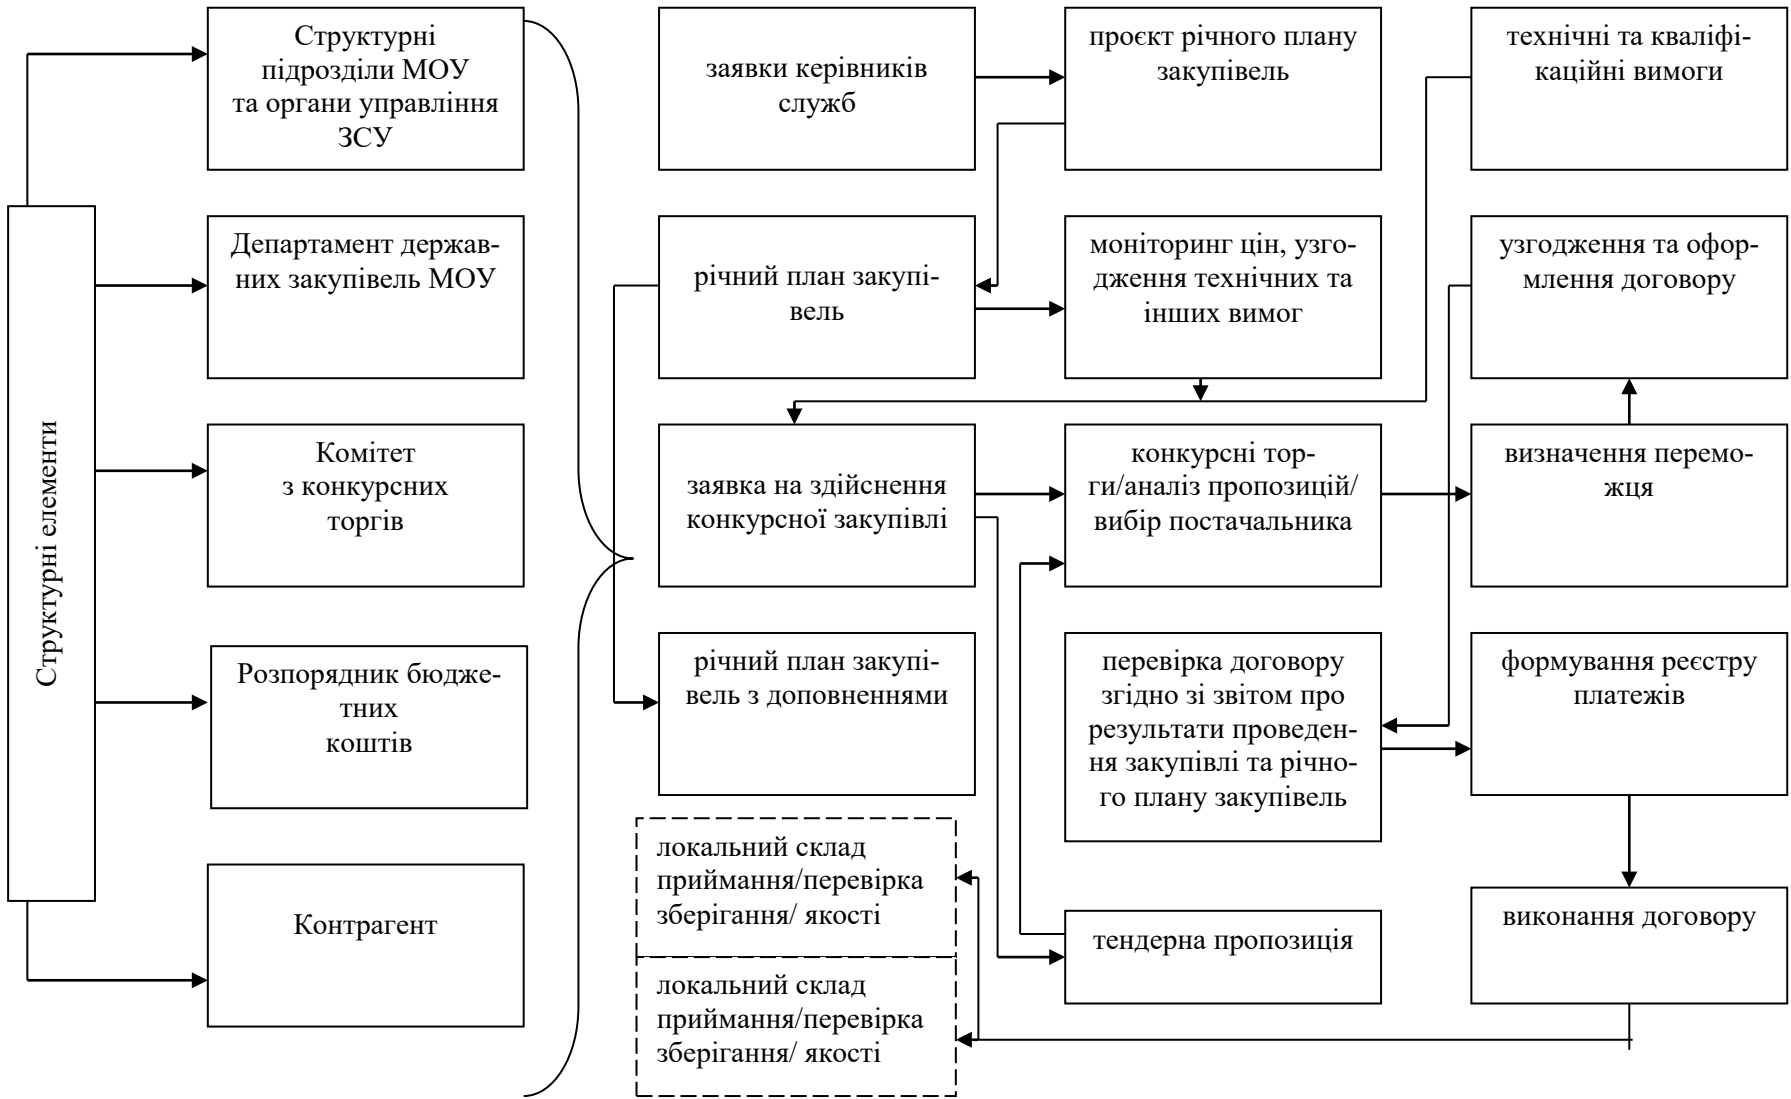 Структурні елементи
Структурні
підрозділи МОУ
та органи управління
ЗСУ
Департамент держав-
них закупівель МОУ
Комітет
з конкурсних
торгів
Розпорядник бюдже-
тних
коштів
Контрагент
заявки керівників
служб
проєкт річного плану
закупівель
технічні та кваліфі-
каційні вимоги
річний план закупі-
вель
моніторинг цін, узго-
дження технічних та
інших вимог
узгодження та офор-
млення договору
заявка на здійснення
конкурсної закупівлі
конкурсні тор-
ги/аналіз пропозицій/
вибір постачальника
визначення перемо-
жця
річний план закупі-
вель з доповненнями
перевірка договору
згідно зі звітом про
результати проведен-
ня закупівлі та річно-
го плану закупівель
формування реєстру
платежів
локальний склад
приймання/перевірка
зберігання/ якості
тендерна пропозиція
виконання договору
локальний склад
приймання/перевірка
зберігання/ якості